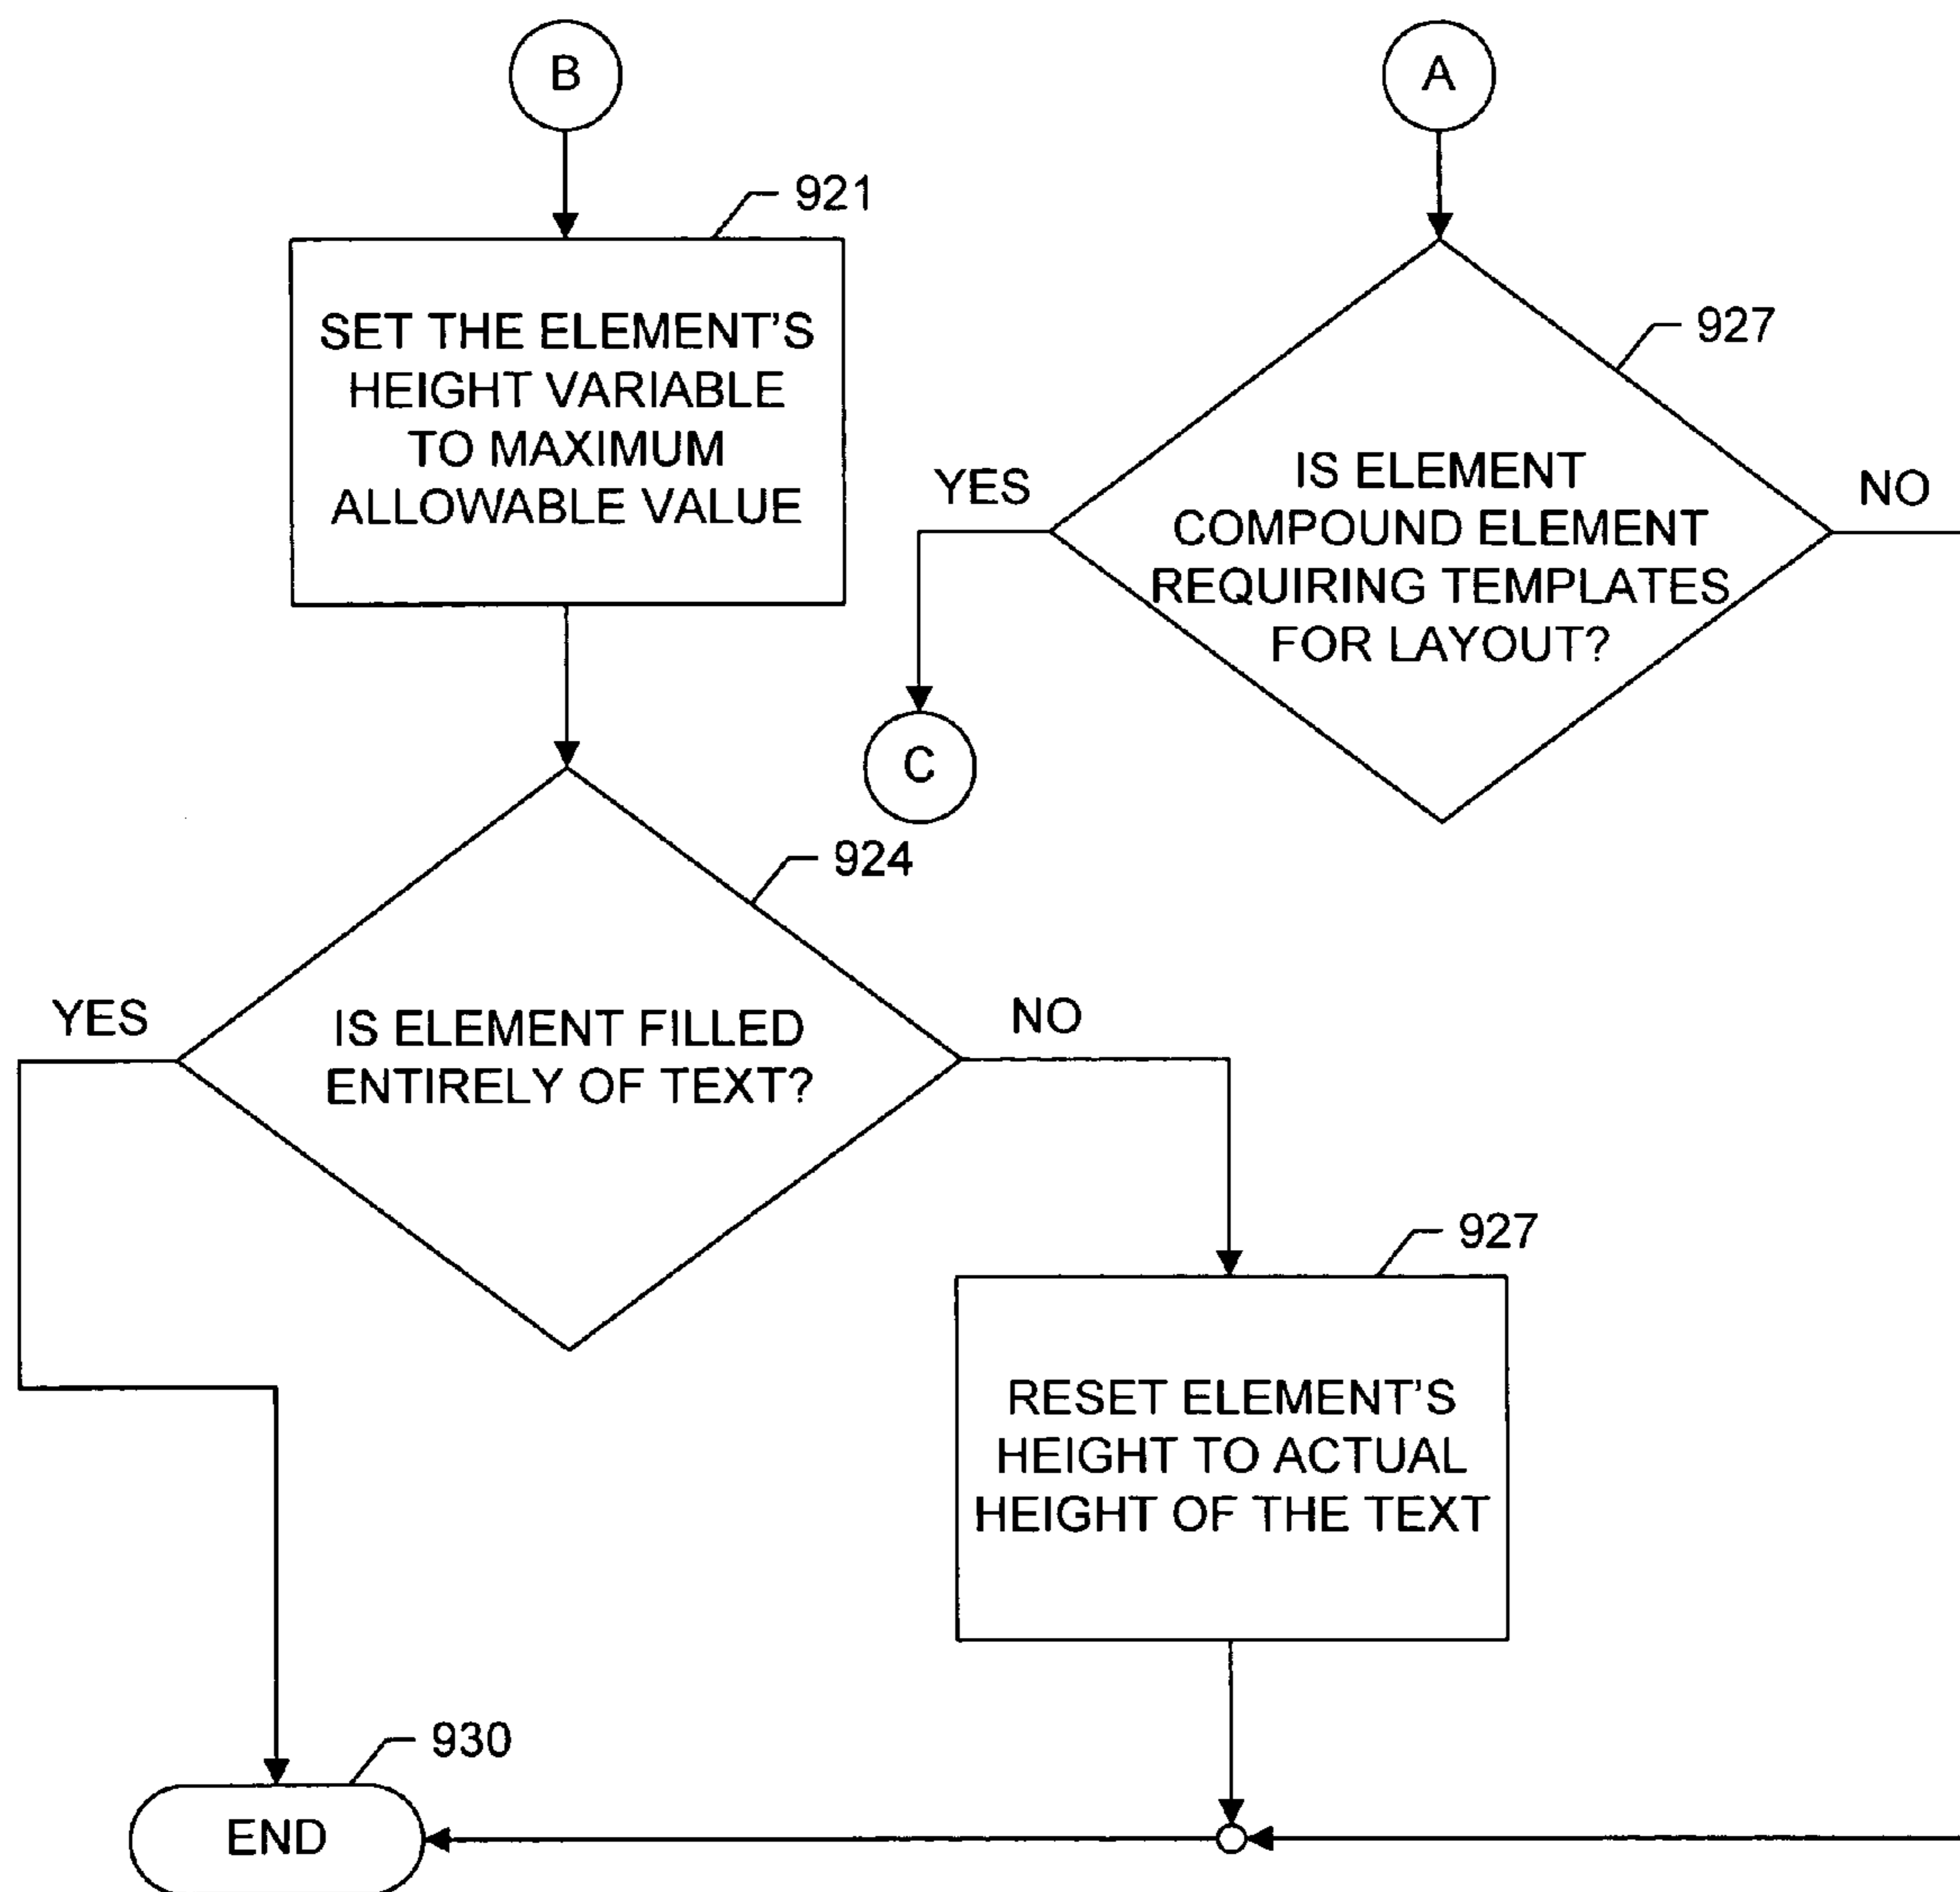 B
921
SET THE ELEMENT'S
HEIGHT VARIABLE
TO MAXIMUM
ALLOWABLE VALUE
924
YES
IS ELEMENT FILLED
ENTIRELY OF TEXT?
NO
927
RESET ELEMENT'S
HEIGHT TO ACTUAL
HEIGHT OF THE TEXT
930
END
A
927
YES
IS ELEMENT
COMPOUND ELEMENT
REQUIRING TEMPLATES
FOR LAYOUT?
NO
C